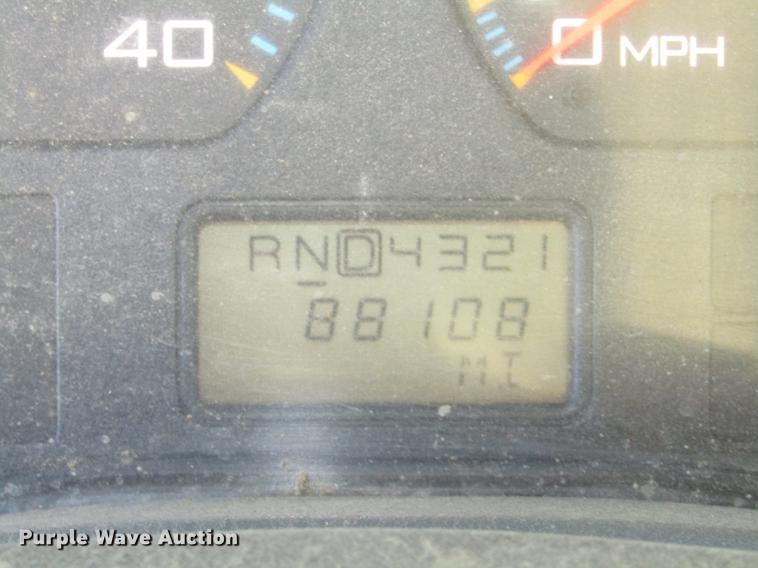 40
0 MPH
RND4321
88108
MI
Purple Wave Auction